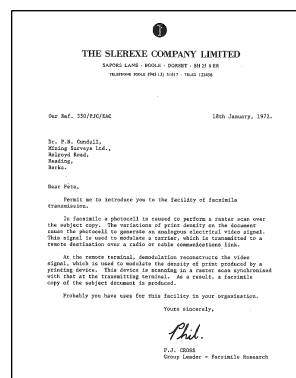 THE SLEREXE COMPANY LIMITED
SAPORS LANE - BOOLE - DORSET - BH 25 8 ER
TELEPHONE BOOLE (945 13) 51617 - TELEX 123456
Our Ref. 350/PJC/EAC 18th January, 1972.
Dr. P.N. Cundall,
Mining Surveys Ltd.,
Holroyd Road,
Reading,
Berks.
Dear Pete,
Permit me to introduce you to the facility of facsimile
transmission.
In facsimile a photocell is caused to perform a raster scan over
the subject copy. The variations of print density on the document
cause the photocell to generate an analogous electrical video signal.
This signal is used to modulate a carrier, which is transmitted to a
remote destination over a radio or cable communications link.
At the remote terminal, demodulation reconstructs the video
signal, which is used to modulate the density of print produced by a
printing device. This device is scanning in a raster scan synchronised
with that at the transmitting terminal. As a result, a facsimile
copy of the subject document is produced.
Probably you have uses for this facility in your organisation.
Yours sincerely,
Phil.
P.J. CROSS
Group Leader - Facsimile Research